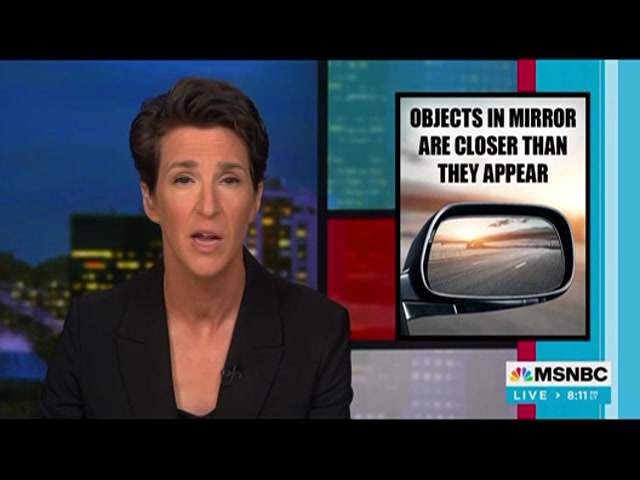 OBJECTS IN MIRROR
ARE CLOSER THAN
THEY APPEAR
MSNBC
LIVE > 8:11